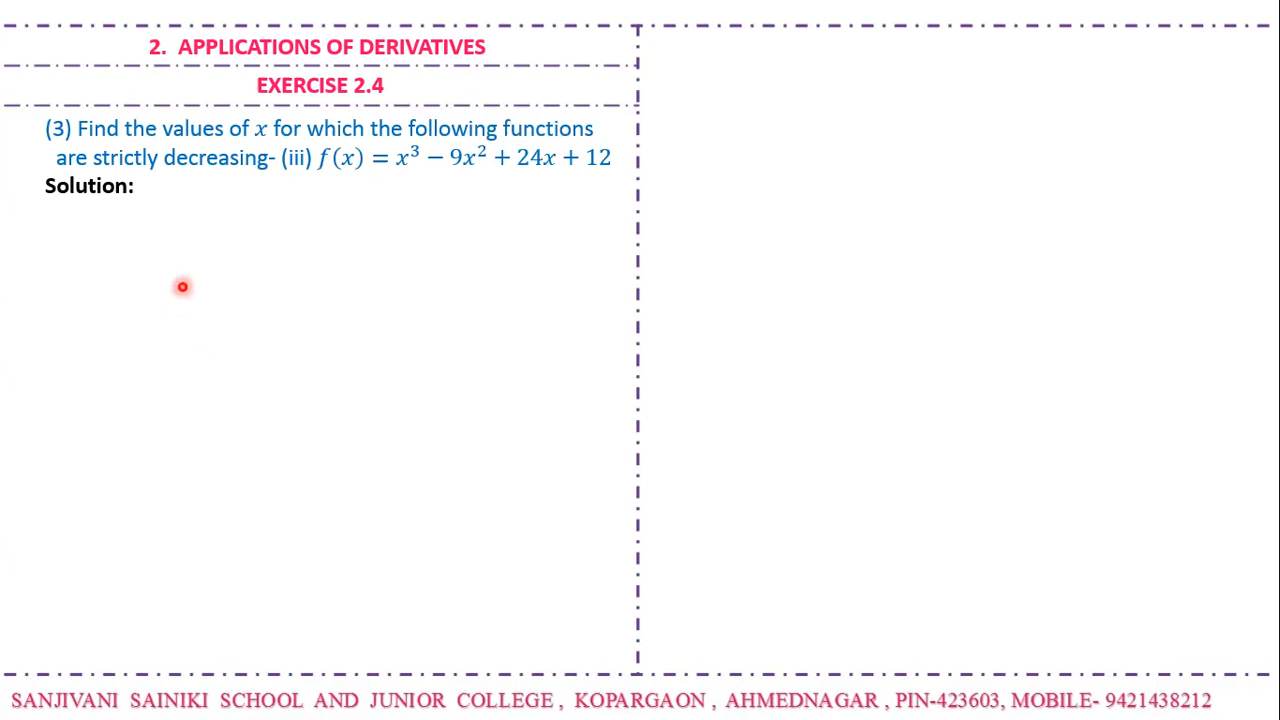 2. APPLICATIONS OF DERIVATIVES
EXERCISE 2.4
(3) Find the values of x for which the following functions
are strictly decreasing- (iii) f(x) = x³ − 9x² + 24x + 12
Solution:
SANJIVANI SAINIKI SCHOOL AND JUNIOR COLLEGE , KOPARGAON , AHMEDNAGAR , PIN-423603, MOBILE- 9421438212